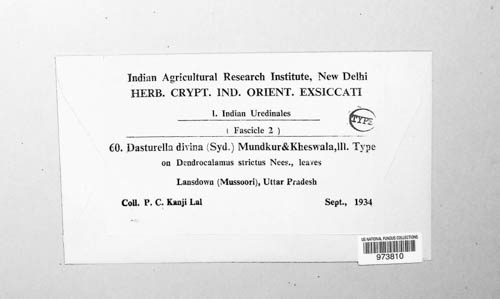 Indian Agricultural Research Institute, New Delhi
HERB. CRYPT. IND. ORIENT. EXSICCATI
1. Indian Uredinales
( Fascicle 2 )
TYPE
60. Dasturella divina (Syd.) Mundkur&Kheswala,lll. Type
on Dendrocalamus strictus Nees., leaves
Lansdown (Mussoori), Uttar Pradesh
Coll. P. C. Kanji Lal Sept., 1934
US NATIONAL FUNGUS COLLECTIONS
973810